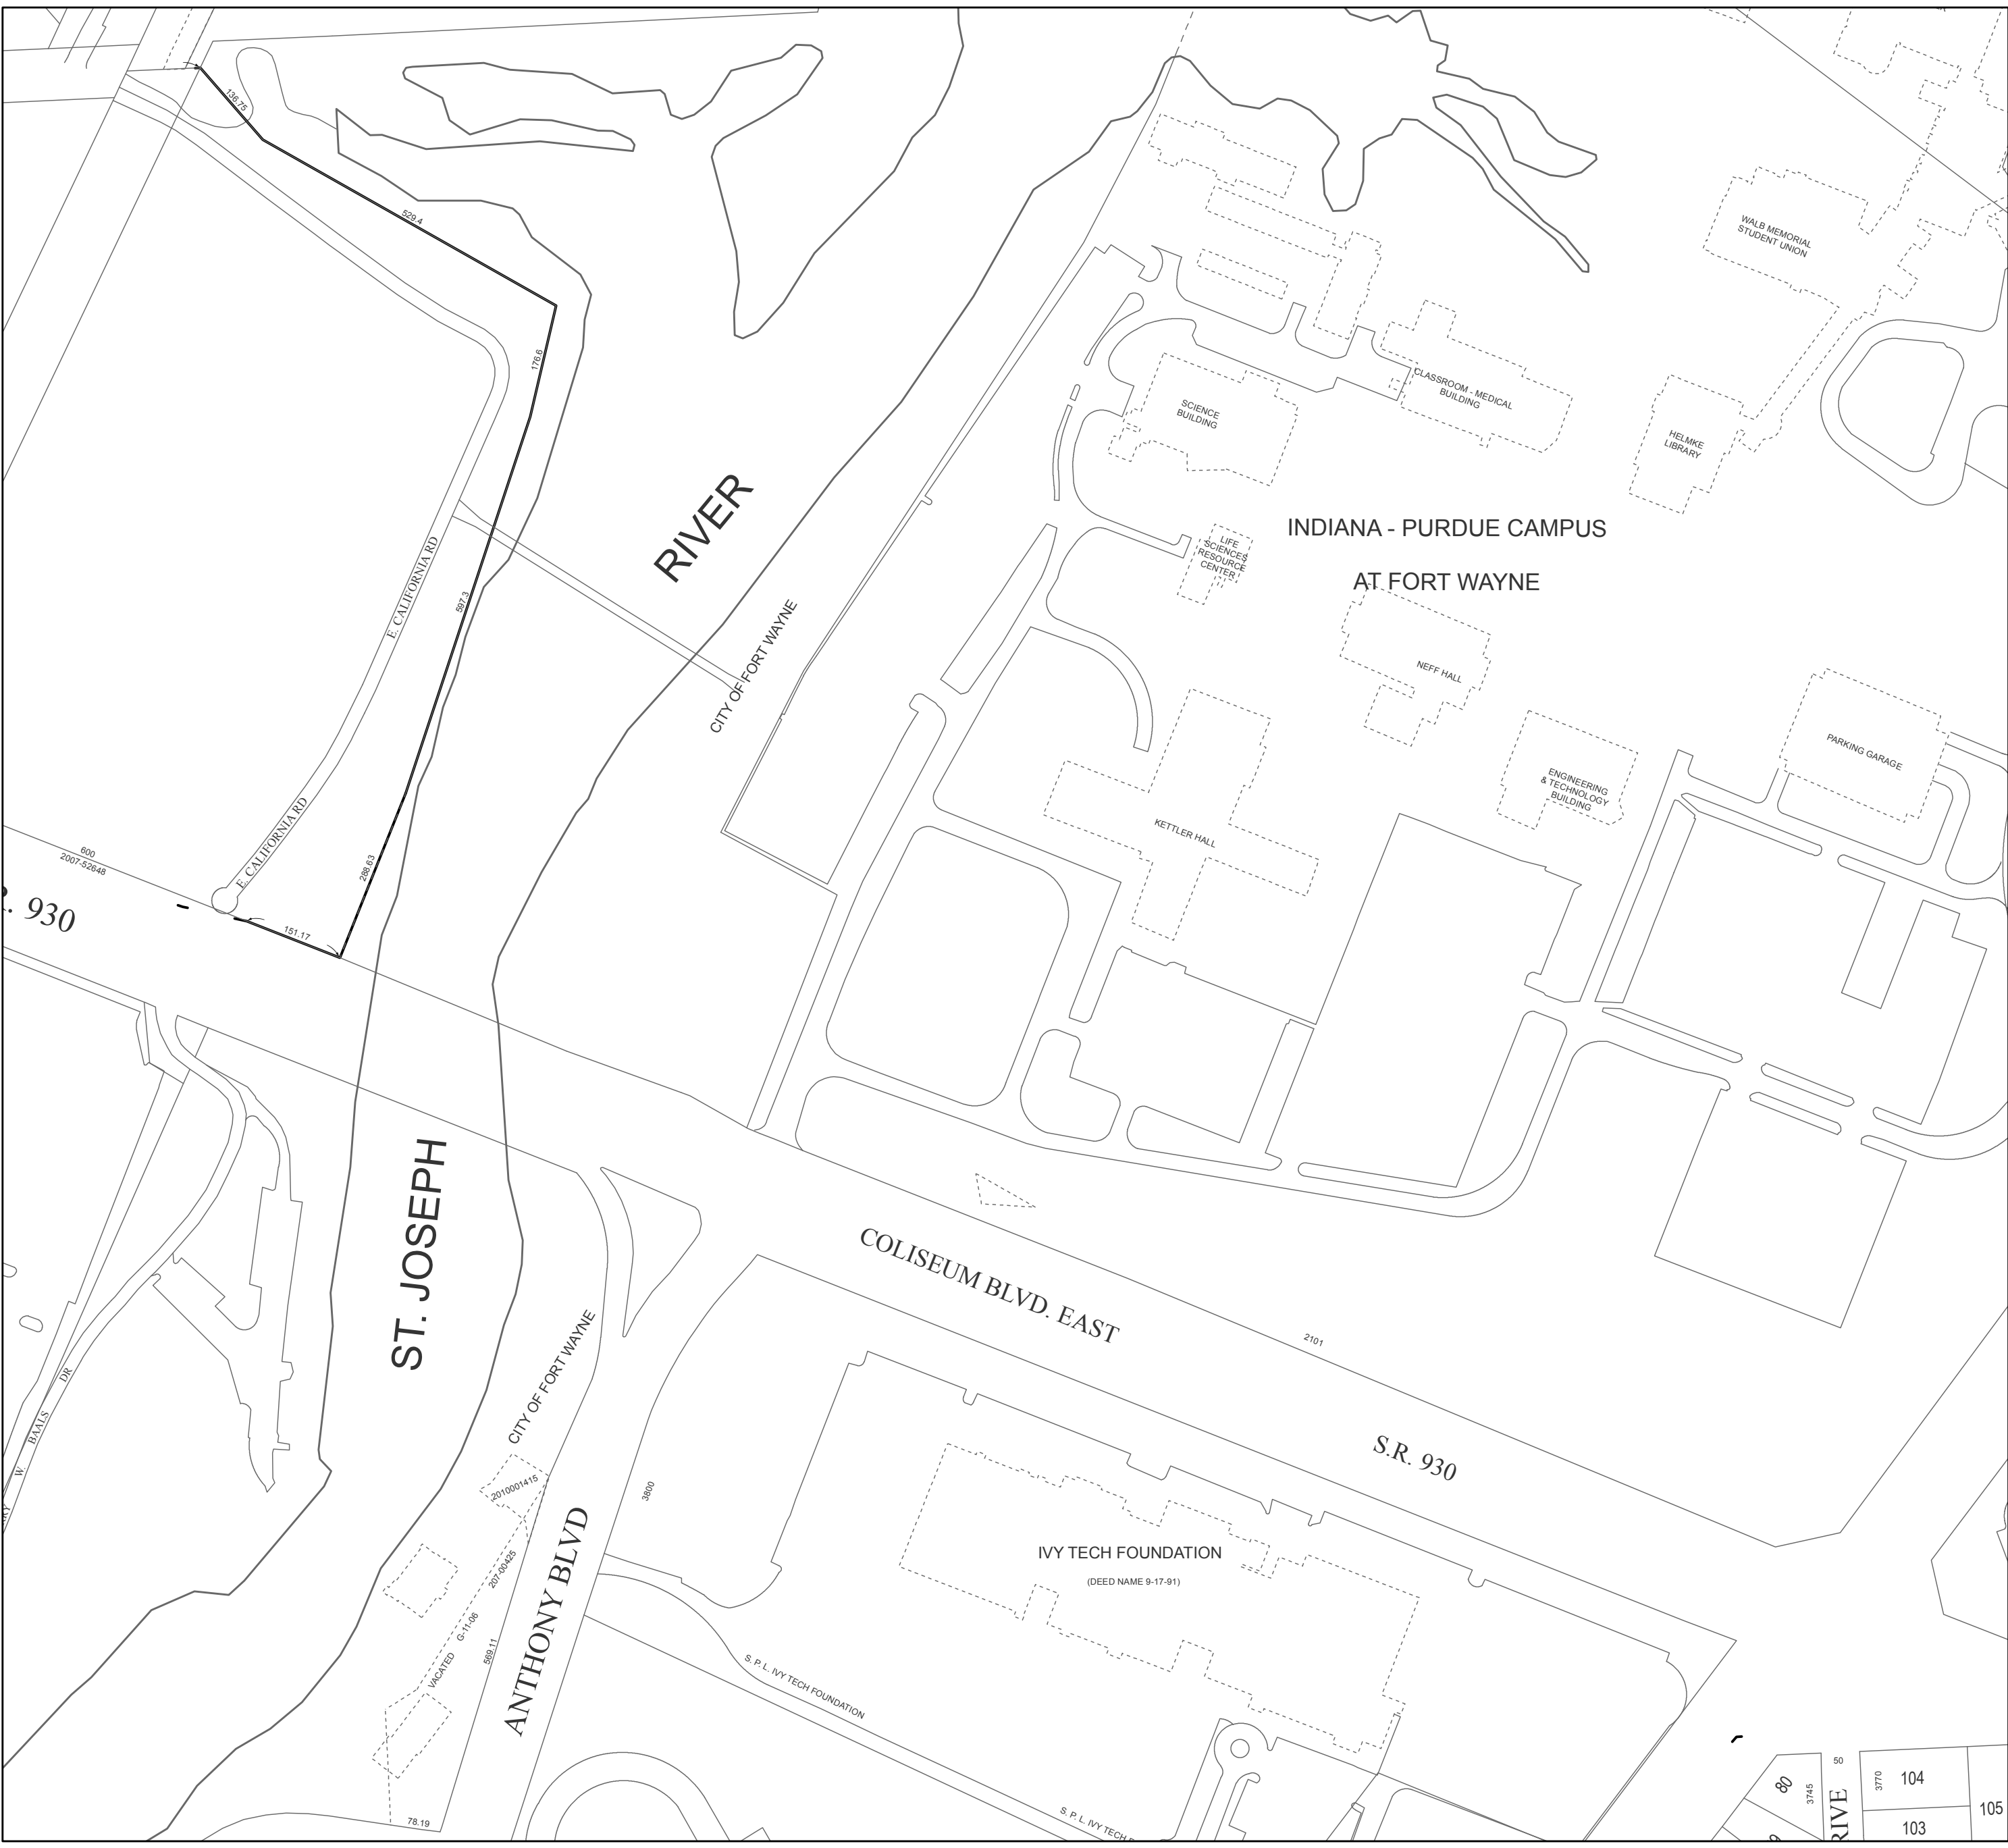 136.75
529.4
WALB MEMORIAL
STUDENT UNION
176.6
CLASSROOM - MEDICAL
BUILDING
SCIENCE
BUILDING
HELMKE
LIBRARY
RIVER
INDIANA - PURDUE CAMPUS
AT FORT WAYNE
LIFE
SCIENCES
RESOURCE
CENTER
E. CALIFORNIA RD
597.3
CITY OF FORT WAYNE
NEFF HALL
PARKING GARAGE
ENGINEERING
& TECHNOLOGY
BUILDING
KETTLER HALL
E. CALIFORNIA RD
600
2007-52648
288.63
930
151.17
ST. JOSEPH
COLISEUM BLVD. EAST
2101
CITY OF FORT WAYNE
W. BAALS DR
S.R. 930
2010001415
3800
ANTHONY BLVD
207-00425
IVY TECH FOUNDATION
(DEED NAME 9-17-91)
VACATED G-11-06
569.11
S. P. L. IVY TECH FOUNDATION
S. P. L. IVY TECH
78.19
80
3745
50
3770
104
105
103
RIVE